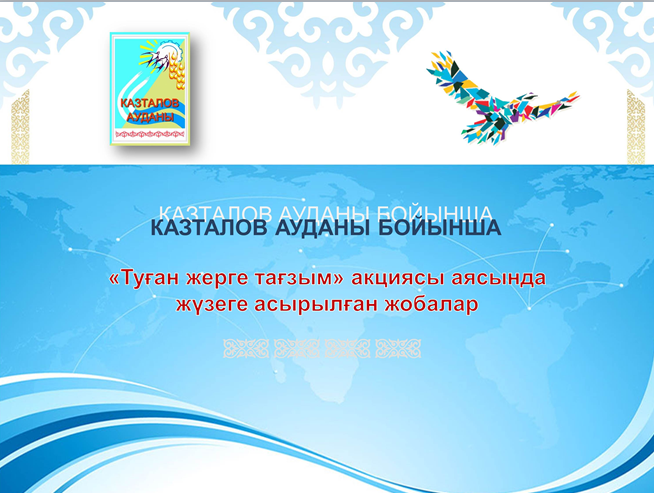 КАЗТАЛОВ
АУДАНЫ
КАЗТАЛОВ АУДАНЫ БОЙЫНША
КАЗТАЛОВ АУДАНЫ БОЙЫНША
«Туған жерге тағзым» акциясы аясында
жүзеге асырылған жобалар